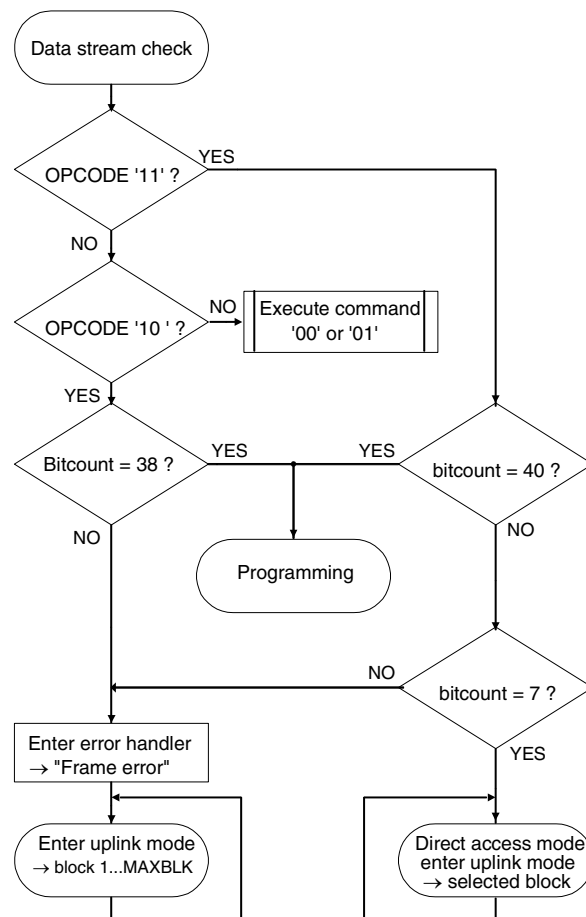 Data stream check
OPCODE '11' ?
YES
NO
OPCODE '10 ' ?
NO
Execute command
'00' or '01'
YES
Bitcount = 38 ?
YES
YES
bitcount = 40 ?
NO
NO
Programming
NO
bitcount = 7 ?
YES
Enter error handler
→ "Frame error"
Enter uplink mode
→ block 1...MAXBLK
Direct access mode
enter uplink mode
→ selected block